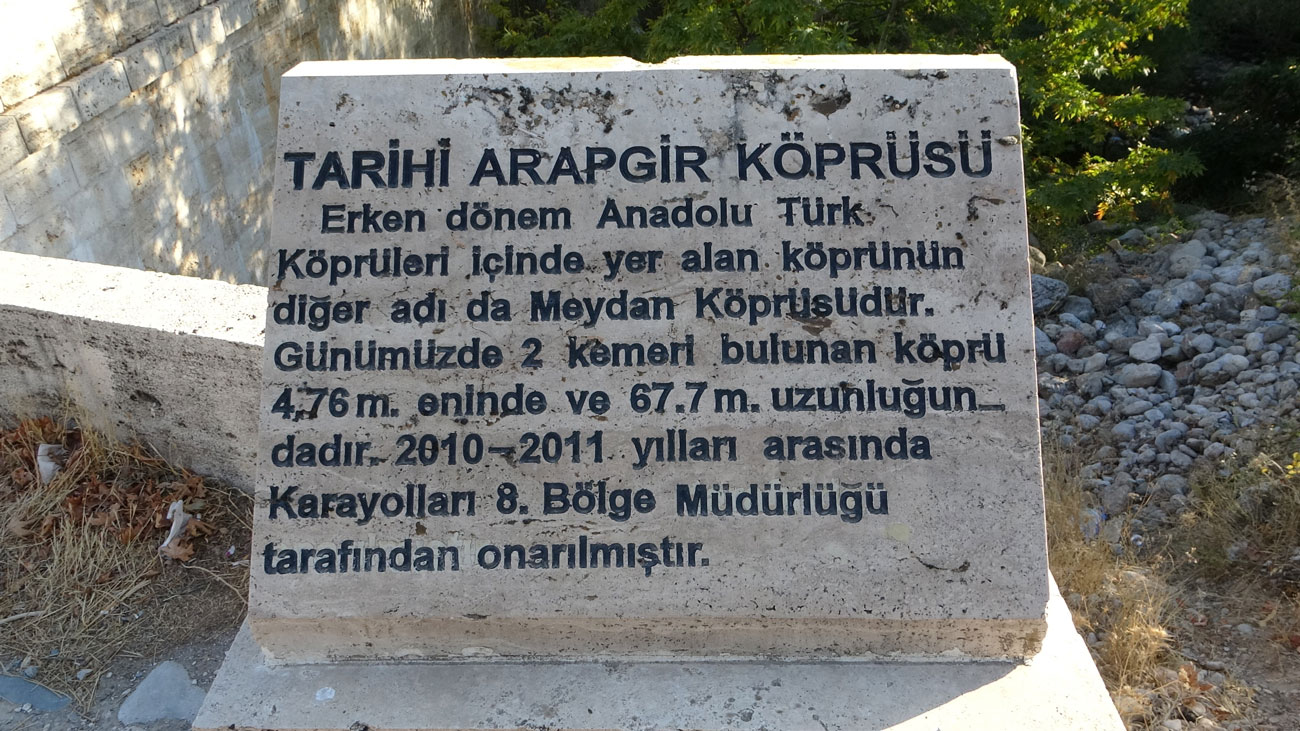 TARİHİ ARAPGİR KÖPRÜSÜ
Erken dönem Anadolu Türk
Köprüleri içinde yer alan köprünün
diğer adı da Meydan Köprüsüdür.
Günümüzde 2 kemeri bulunan köprü
4,76 m. eninde ve 67.7 m. uzunluğun_
dadır. 2010-2011 yılları arasında
Karayolları 8. Bölge Müdürlüğü
tarafından onarılmıştır.